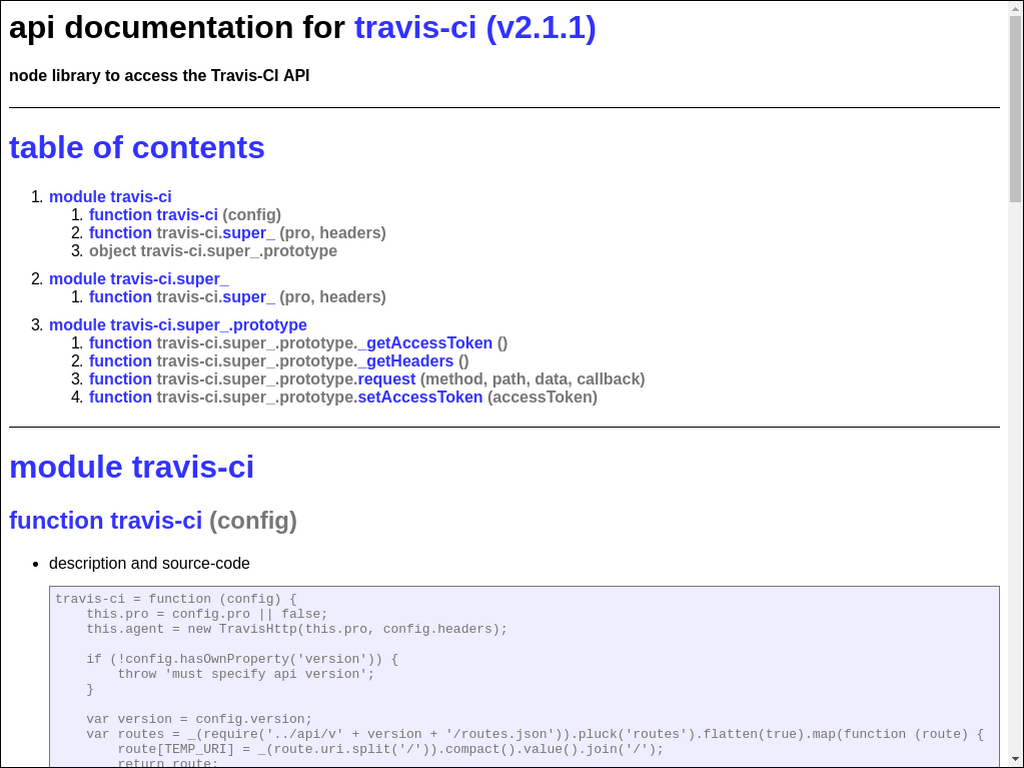 api documentation for travis-ci (v2.1.1)
node library to access the Travis-CI API
table of contents
1. module travis-ci
1. function travis-ci (config)
2. function travis-ci.super_ (pro, headers)
3. object travis-ci.super_.prototype
2. module travis-ci.super_
1. function travis-ci.super_ (pro, headers)
3. module travis-ci.super_.prototype
1. function travis-ci.super_.prototype._getAccessToken ()
2. function travis-ci.super_.prototype._getHeaders ()
3. function travis-ci.super_.prototype.request (method, path, data, callback)
4. function travis-ci.super_.prototype.setAccessToken (accessToken)
module travis-ci
function travis-ci (config)
• description and source-code
travis-ci = function (config) {
    this.pro = config.pro || false;
    this.agent = new TravisHttp(this.pro, config.headers);
    if (!config.hasOwnProperty('version')) {
        throw 'must specify api version';
    }
    var version = config.version;
    var routes = _(require('../api/v' + version + '/routes.json')).pluck('routes').flatten(true).map(function (route) {
        route[TEMP_URI] = _(route.uri.split('/')).compact().value().join('/');
        return route;